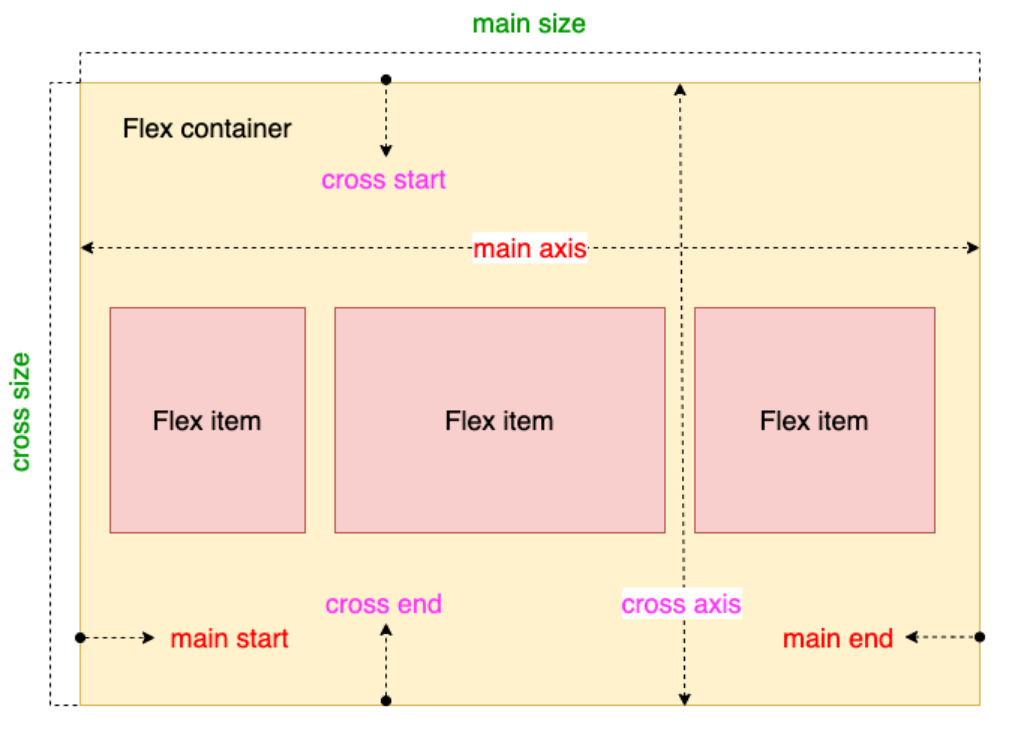 main size
Flex container
cross start
main axis
cross size
Flex item
Flex item
Flex item
cross end
cross axis
main start
main end